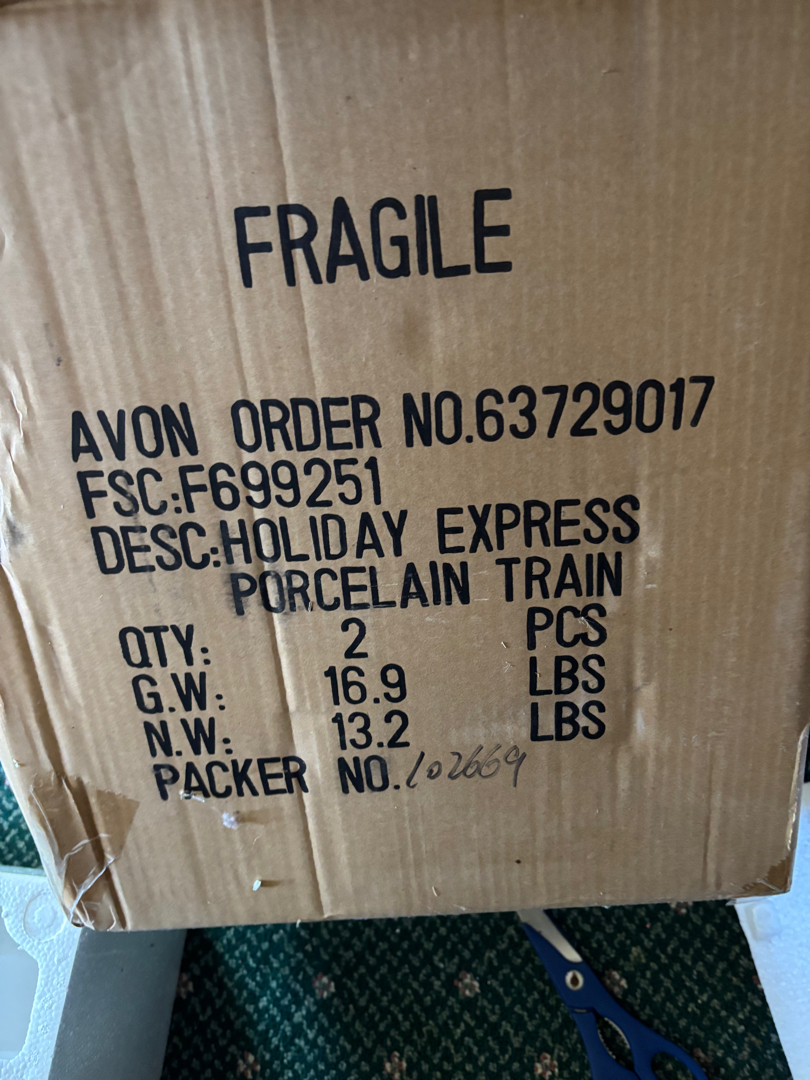 FRAGILE
AVON ORDER NO.63729017
FSC:F699251
DESC:HOLIDAY EXPRESS
PORCELAIN TRAIN
QTY: 2 PCS
G.W: 16.9 LBS
N.W: 13.2 LBS
PACKER NO.102669